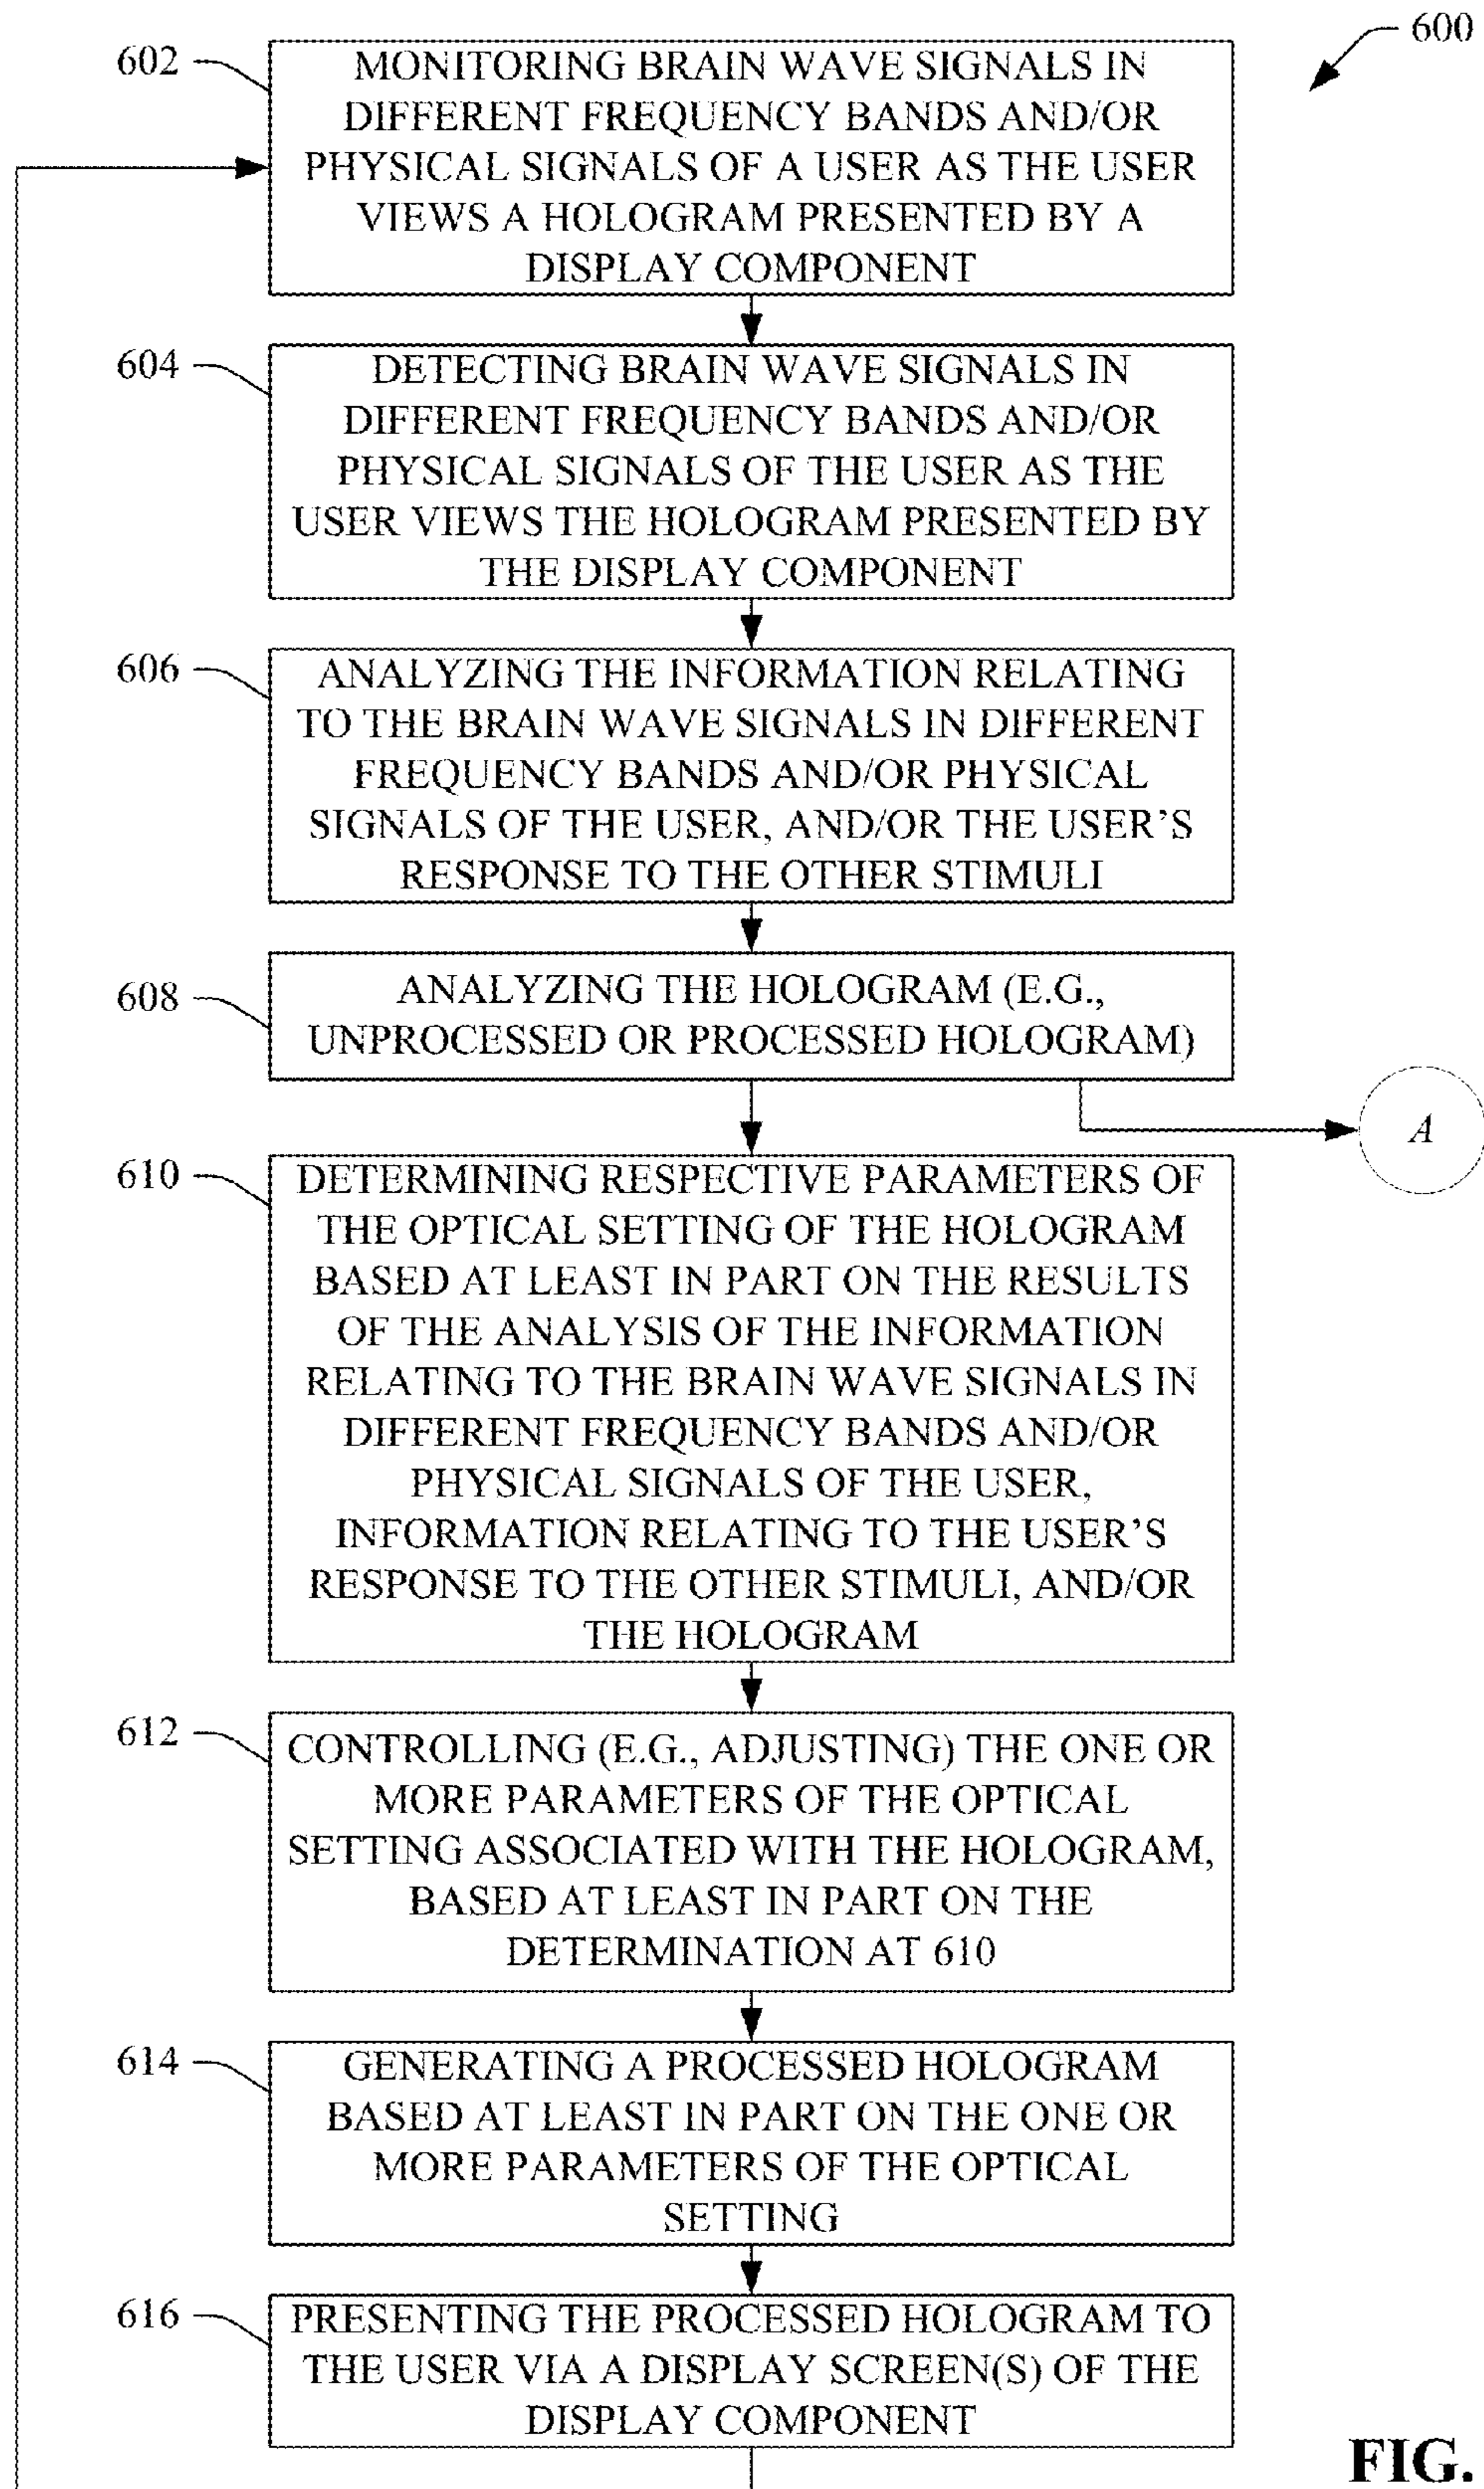 600
602
MONITORING BRAIN WAVE SIGNALS IN
DIFFERENT FREQUENCY BANDS AND/OR
PHYSICAL SIGNALS OF A USER AS THE USER
VIEWS A HOLOGRAM PRESENTED BY A
DISPLAY COMPONENT
604
DETECTING BRAIN WAVE SIGNALS IN
DIFFERENT FREQUENCY BANDS AND/OR
PHYSICAL SIGNALS OF THE USER AS THE
USER VIEWS THE HOLOGRAM PRESENTED BY
THE DISPLAY COMPONENT
606
ANALYZING THE INFORMATION RELATING
TO THE BRAIN WAVE SIGNALS IN DIFFERENT
FREQUENCY BANDS AND/OR PHYSICAL
SIGNALS OF THE USER, AND/OR THE USER'S
RESPONSE TO THE OTHER STIMULI
608
ANALYZING THE HOLOGRAM (E.G.,
UNPROCESSED OR PROCESSED HOLOGRAM)
A
610
DETERMINING RESPECTIVE PARAMETERS OF
THE OPTICAL SETTING OF THE HOLOGRAM
BASED AT LEAST IN PART ON THE RESULTS
OF THE ANALYSIS OF THE INFORMATION
RELATING TO THE BRAIN WAVE SIGNALS IN
DIFFERENT FREQUENCY BANDS AND/OR
PHYSICAL SIGNALS OF THE USER,
INFORMATION RELATING TO THE USER'S
RESPONSE TO THE OTHER STIMULI, AND/OR
THE HOLOGRAM
612
CONTROLLING (E.G., ADJUSTING) THE ONE OR
MORE PARAMETERS OF THE OPTICAL
SETTING ASSOCIATED WITH THE HOLOGRAM,
BASED AT LEAST IN PART ON THE
DETERMINATION AT 610
614
GENERATING A PROCESSED HOLOGRAM
BASED AT LEAST IN PART ON THE ONE OR
MORE PARAMETERS OF THE OPTICAL
SETTING
616
PRESENTING THE PROCESSED HOLOGRAM TO
THE USER VIA A DISPLAY SCREEN(S) OF THE
DISPLAY COMPONENT
FIG.